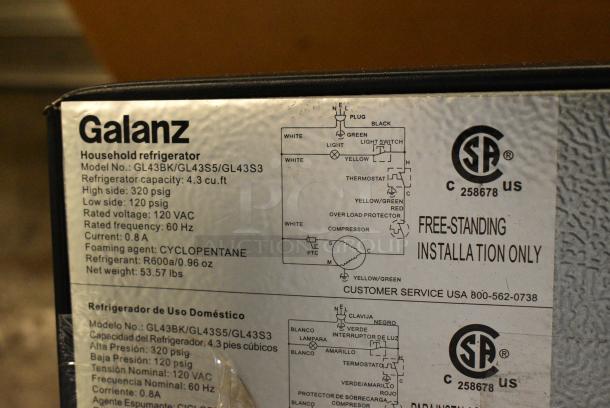 Galanz
Household refrigerator
Model No.: GL43BK/GL43S5/GL43S3
Refrigerator capacity: 4.3 cu.ft
High side: 320 psig
Low side: 120 psig
Rated voltage: 120 VAC
Rated frequency: 60 Hz
Current: 0.8 A
Foaming agent: CYCLOPENTANE
Refrigerant: R600a/0.96 oz
Net weight: 53.57 lbs
E
N L
PLUG
BLACK
WHITE
GREEN
LIGHT
LIGHT SWITCH
WHITE
YELLOW
H
THERMOSTAT
C
YELLOW/GREEN
RED
OVER LOAD PROTECTOR
WHITE
COMPRESSOR
PTC
M
YELLOW/GREEN
SA ®
C 258678 US
FREE-STANDING
INSTALLATION ONLY
CUSTOMER SERVICE USA 800-562-0738
Refrigerador de Uso Doméstico
Módelo No.: GL43BK/GL43S5/GL43S3
Capacidad del Refrigerador: 4,3 pies cúbicos
Alta Presión: 320 psig
Baja Presión: 120 psig
Tensión Nominal: 120 VAC
Frecuencia Nominal: 60 Hz
Corriente: 0.8A
Agente Espumante:
E
N L
CLAVIJA
NEGRO
BLANCO
VERDE
LAMPARA
INTERRUPTOR DE LUZ
BLANCO
AMARILLO
H
TERMOSTATO
C
VERDE/AMARILLO
ROJO
PROTECTOR DE SOBRECARGA
BLANCO
COMPRESOR
SA ®
C 258678 US